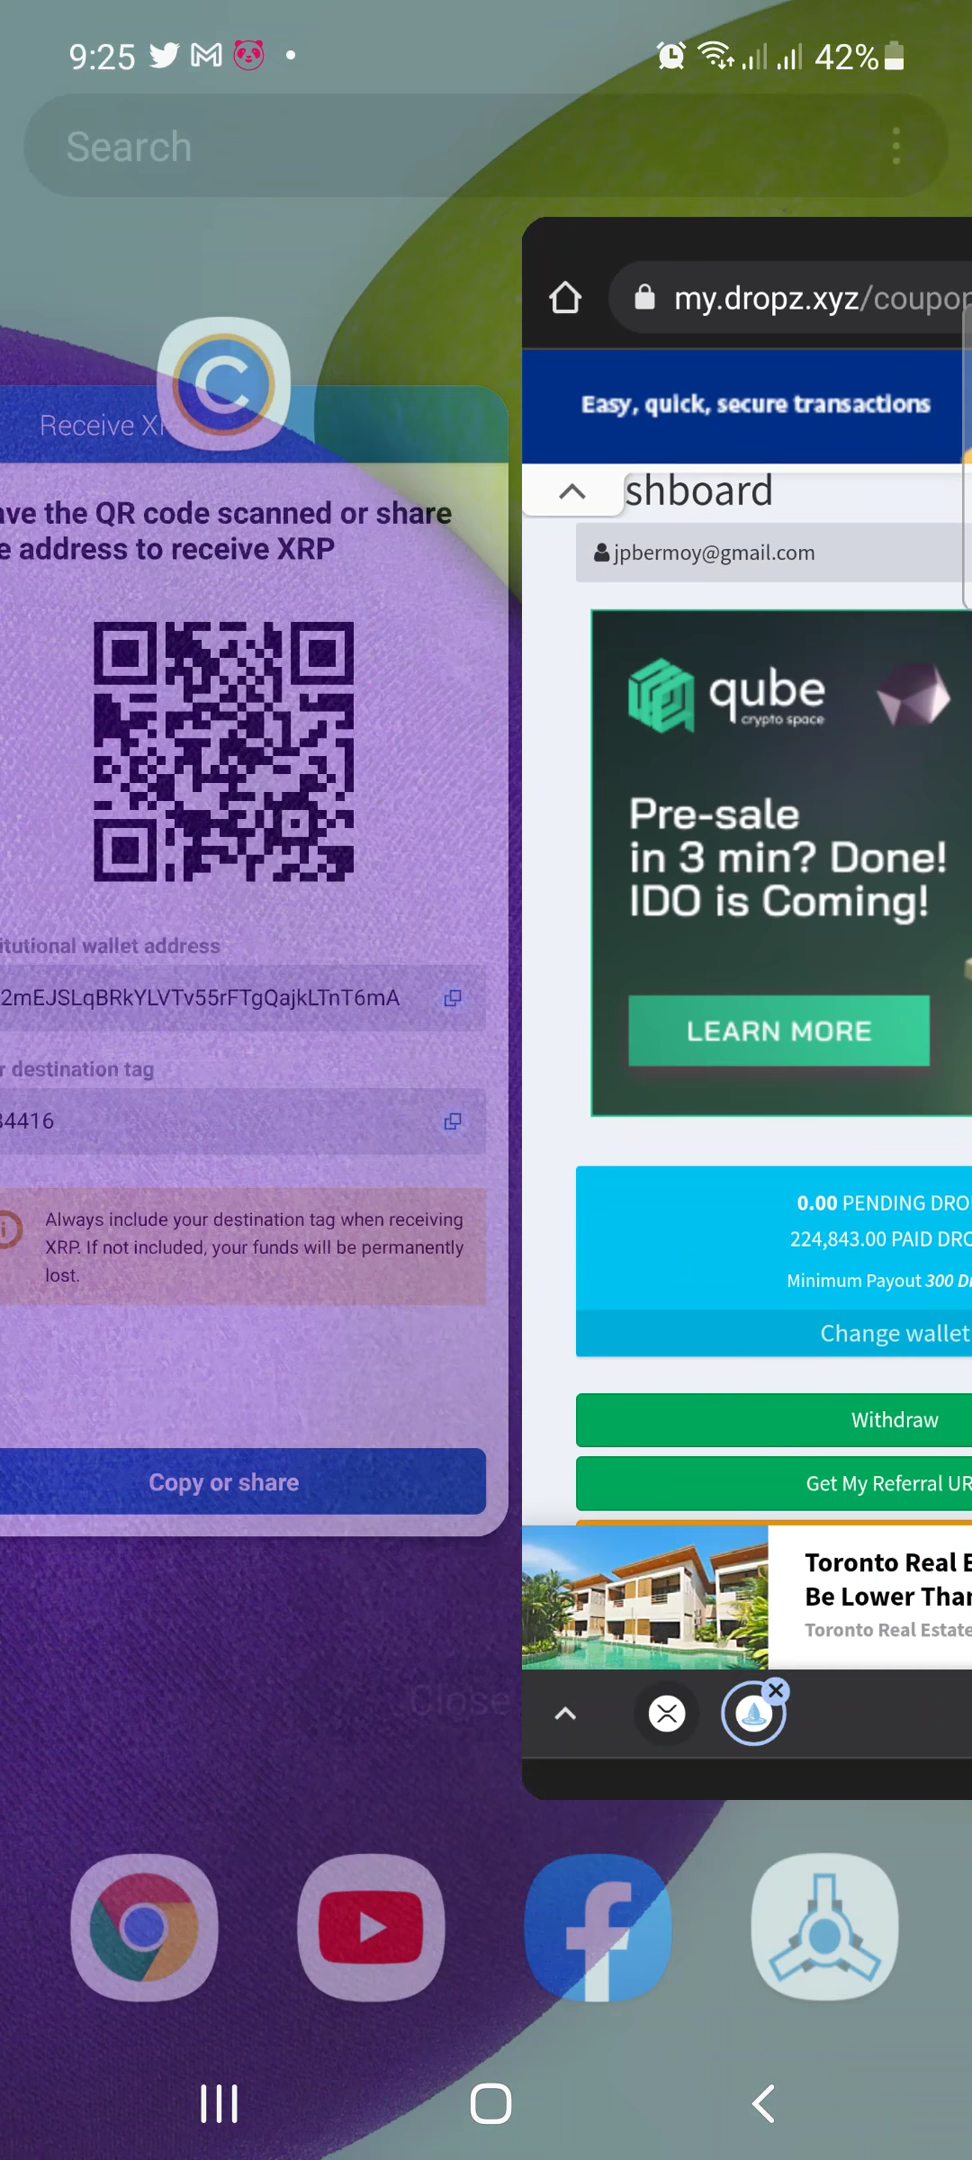 9:25
42%
Search
my.dropz.xyz/coupon
Easy, quick, secure transactions
Receive
shboard
ave the QR code scanned or share
e address to receive XRP
jpbermoy@gmail.com
qube
crypto space
Pre-sale
in 3 min? Done!
IDO is Coming!
LEARN MORE
itutional wallet address
2mEJSLqBRkYLVTv55rFTgQajkLTnT6mA
r destination tag
34416
Always include your destination tag when receiving
XRP. If not included, your funds will be permanently
lost.
0.00 PENDING DRO
224,843.00 PAID DRO
Minimum Payout 300 D
Change wallet
Withdraw
Get My Referral UR
Copy or share
Toronto Real E
Be Lower Than
Toronto Real Estate
Close